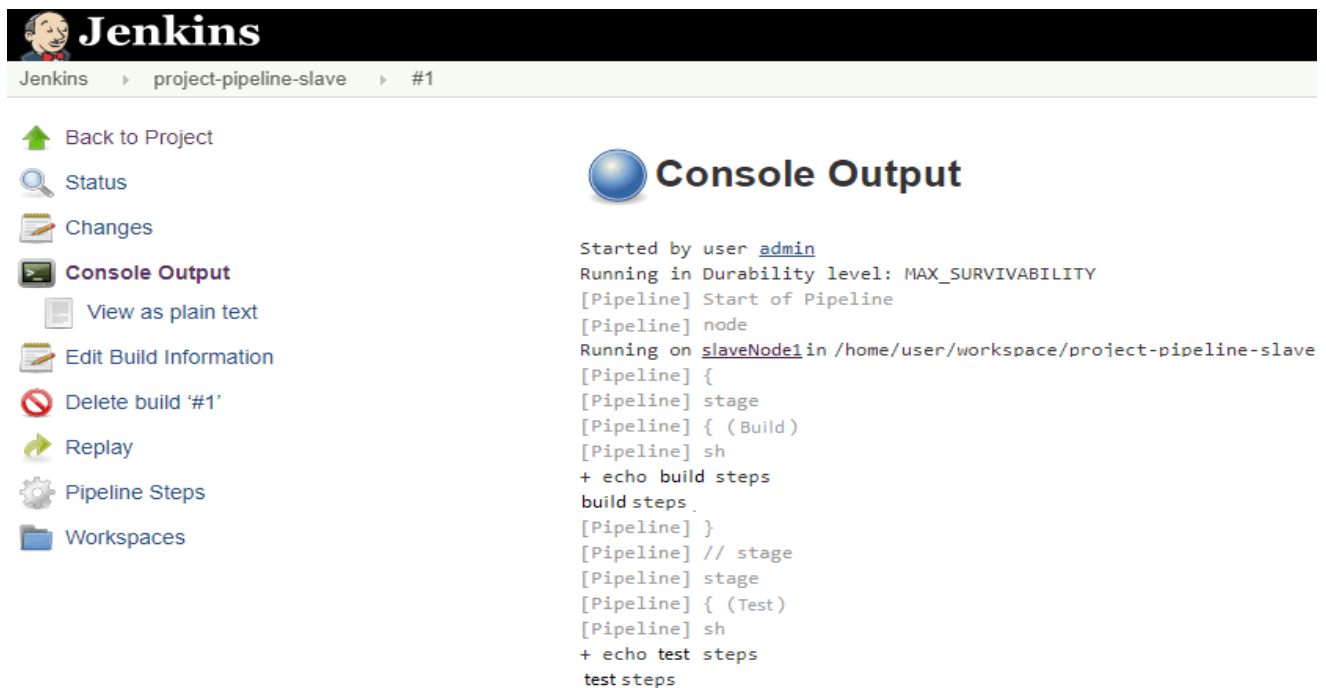 Jenkins
Jenkins project-pipeline-slave #1
Back to Project
Status
Changes
Console Output
View as plain text
Edit Build Information
Delete build ‘#1’
Replay
Pipeline Steps
Workspaces
Console Output
Started by user admin
Running in Durability level: MAX_SURVIVABILITY
[Pipeline] Start of Pipeline
[Pipeline] node
Running on slaveNode1 in /home/user/workspace/project-pipeline-slave
[Pipeline] {
[Pipeline] stage
[Pipeline] { (Build)
[Pipeline] sh
+ echo build steps
build steps
[Pipeline] }
[Pipeline] // stage
[Pipeline] stage
[Pipeline] { (Test)
[Pipeline] sh
+ echo test steps
test steps